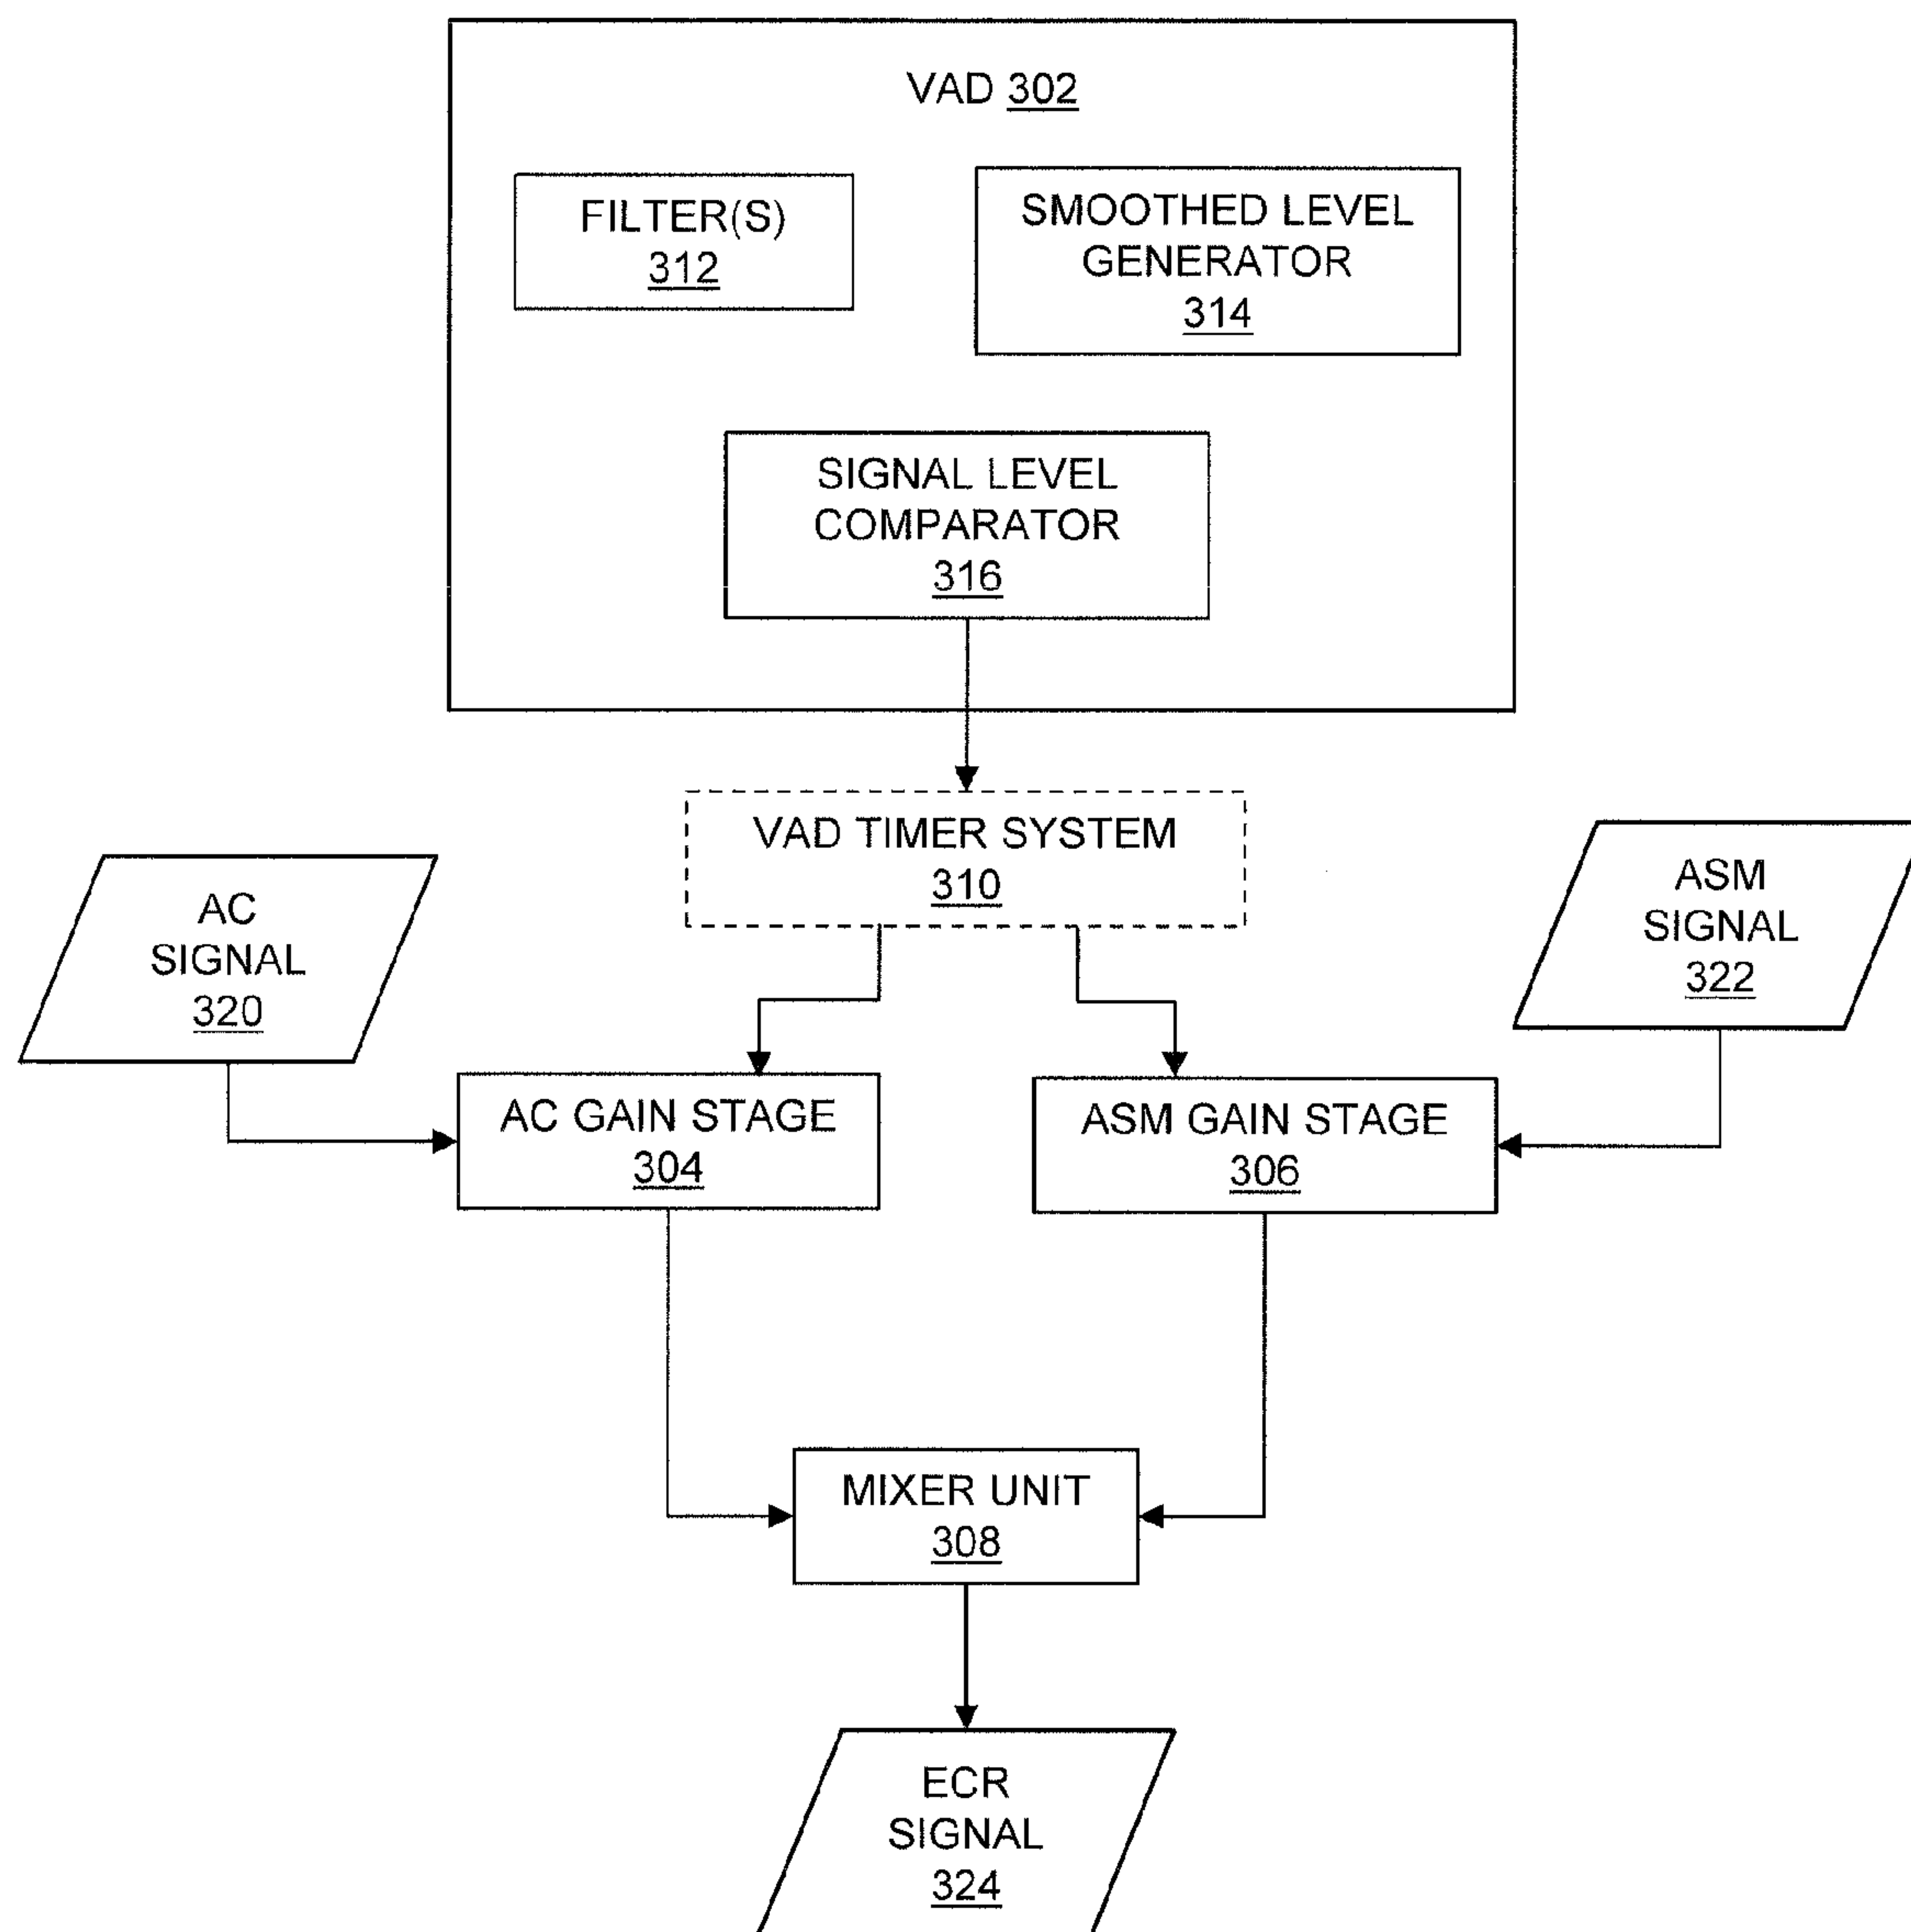 VAD 302
FILTER(S)
312
SMOOTHED LEVEL
GENERATOR
314
SIGNAL LEVEL
COMPARATOR
316
VAD TIMER SYSTEM
310
AC
SIGNAL
320
ASM
SIGNAL
322
AC GAIN STAGE
304
ASM GAIN STAGE
306
MIXER UNIT
308
ECR
SIGNAL
324